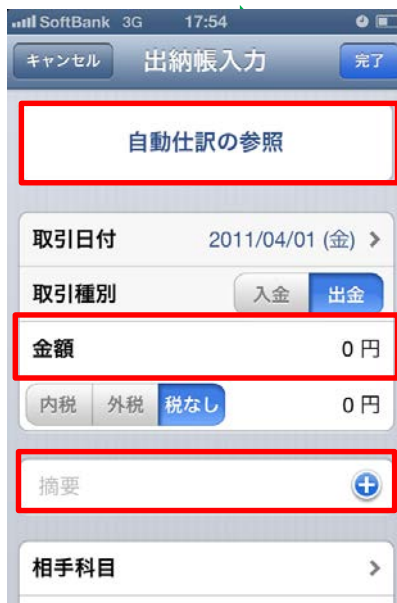 SoftBank 3G 17:54
キャンセル 出納帳入力 完了
自動仕訳の参照
取引日付 2011/04/01 (金)
取引種別 入金 出金
金額 0 円
内税 外税 税なし 0 円
摘要
相手科目